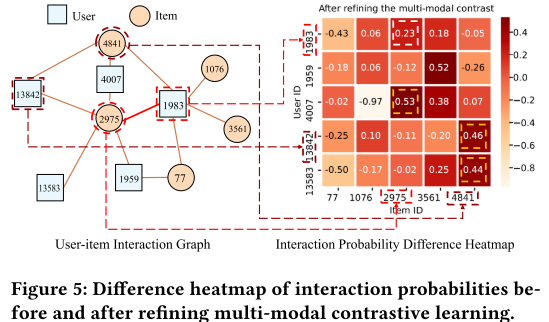 After refining the multi-modal contrast
User Item
4841
4007
1076
13842
1983
2975
3561
13583
1959
77
User ID
1983 -0.43 0.06 0.23 0.18 -0.05
1959 -0.18 0.06 -0.12 0.52 -0.26
4007 -0.02 -0.97 0.53 0.38 0.07
13842 -0.25 0.10 -0.11 -0.20 0.46
13583 -0.50 -0.17 -0.02 0.25 0.44
77 1076 2975 3561 4841
Item ID
0.4
0.2
0.0
-0.2
-0.4
-0.6
-0.8
User-item Interaction Graph
Interaction Probability Difference Heatmap
Figure 5: Difference heatmap of interaction probabilities be-
fore and after refining multi-modal contrastive learning.